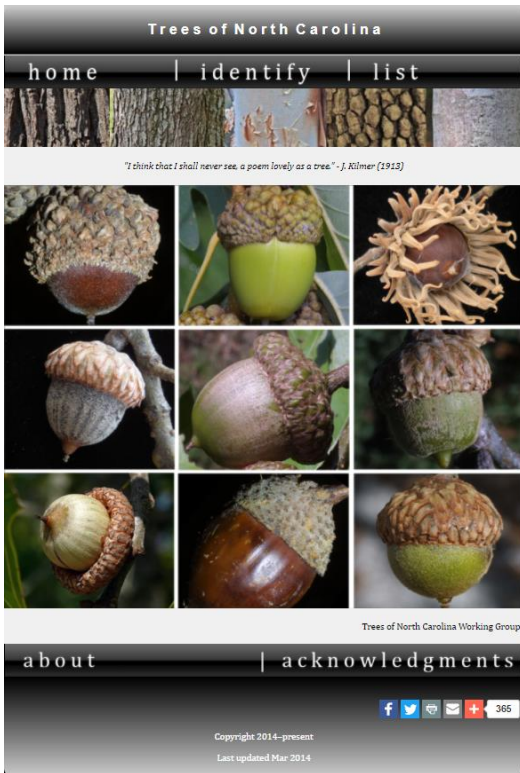 Trees of North Carolina
home | identify | list
"I think that I shall never see, a poem lovely as a tree." - J. Kilmer (1913)
Trees of North Carolina Working Group
about | acknowledgments
365
Copyright 2014–present
Last updated Mar 2014